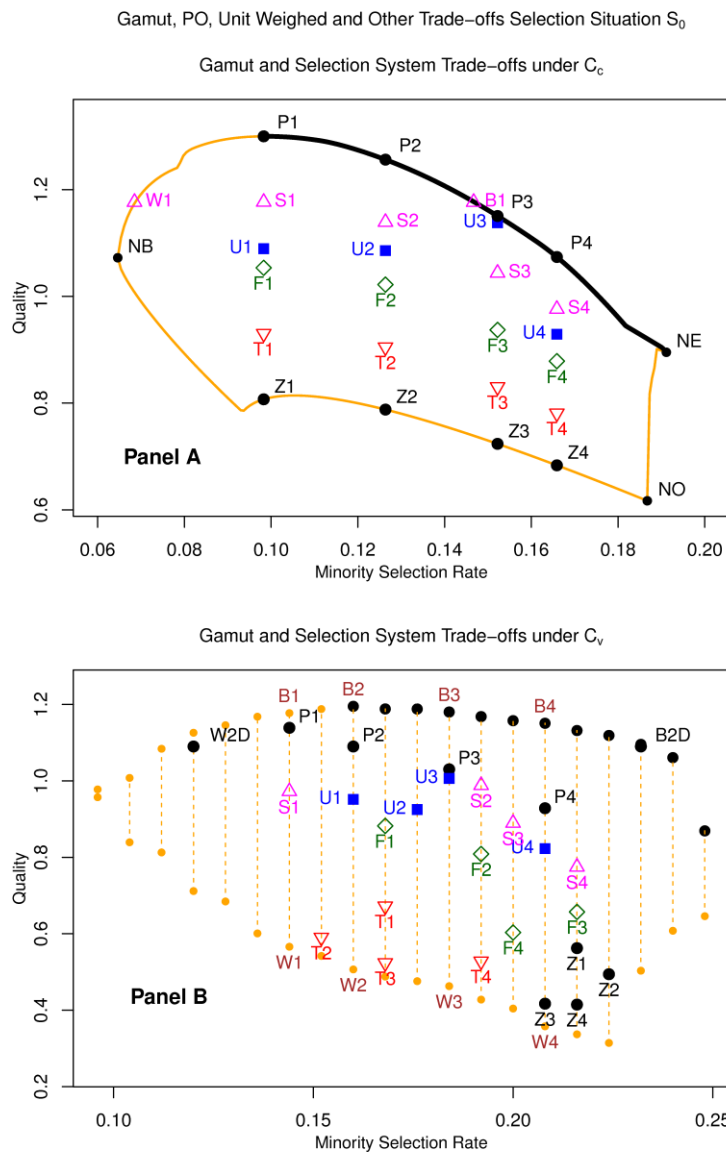 Gamut, PO, Unit Weighed and Other Trade−offs Selection Situation S0
Gamut and Selection System Trade−offs under Cc
P1
P2
W1 S1 B1 P3
S2 U3
U1 U2 P4
NB
F1 S3
F2 S4
T1 F3 U4 NE
T2 F4
Z1 Z2 T3
T4
Z3
Panel A Z4
NO
Quality
0.6 0.8 1.0 1.2
0.06 0.08 0.10 0.12 0.14 0.16 0.18 0.20
Minority Selection Rate
Gamut and Selection System Trade−offs under Cv
B1 B2 B3 B4
W2D P1 P2 B2D
P3
U3
S1 U1 S2
U2 P4
F1 S3 U4
F2 S4
T1 F3
T2 F4
W1 T3 T4 Z1
W2 Z2
Panel B W3 Z3 Z4
W4
Quality
0.2 0.4 0.6 0.8 1.0 1.2
0.10 0.15 0.20 0.25
Minority Selection Rate